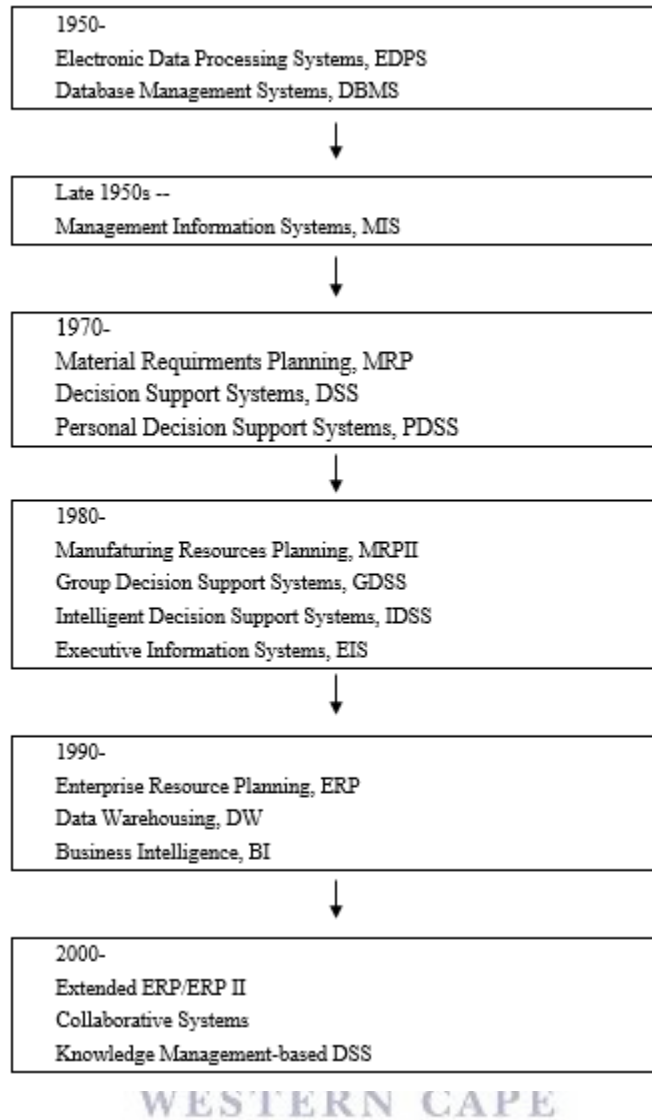 1950-
Electronic Data Processing Systems, EDPS
Database Management Systems, DBMS
Late 1950s --
Management Information Systems, MIS
1970-
Material Requirments Planning, MRP
Decision Support Systems, DSS
Personal Decision Support Systems, PDSS
1980-
Manufaturing Resources Planning, MRPII
Group Decision Support Systems, GDSS
Intelligent Decision Support Systems, IDSS
Executive Information Systems, EIS
1990-
Enterprise Resource Planning, ERP
Data Warehousing, DW
Business Intelligence, BI
2000-
Extended ERP/ERP II
Collaborative Systems
Knowledge Management-based DSS
WESTERN CAPE